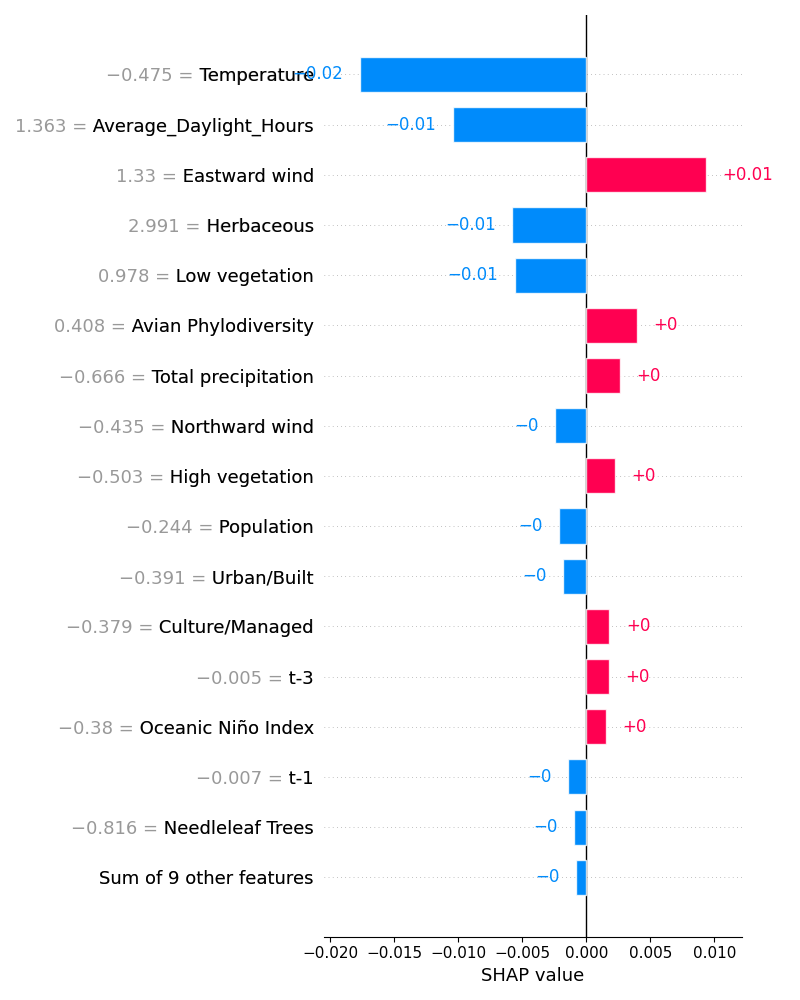 −0.475 = Temperature −0.02
1.363 = Average_Daylight_Hours −0.01
1.33 = Eastward wind +0.01
2.991 = Herbaceous −0.01
0.978 = Low vegetation −0.01
0.408 = Avian Phylodiversity +0
−0.666 = Total precipitation +0
−0.435 = Northward wind −0
−0.503 = High vegetation +0
−0.244 = Population −0
−0.391 = Urban/Built −0
−0.379 = Culture/Managed +0
−0.005 = t-3 +0
−0.38 = Oceanic Niño Index +0
−0.007 = t-1 −0
−0.816 = Needleleaf Trees −0
Sum of 9 other features −0
−0.020 −0.015 −0.010 −0.005 0.000 0.005 0.010
SHAP value